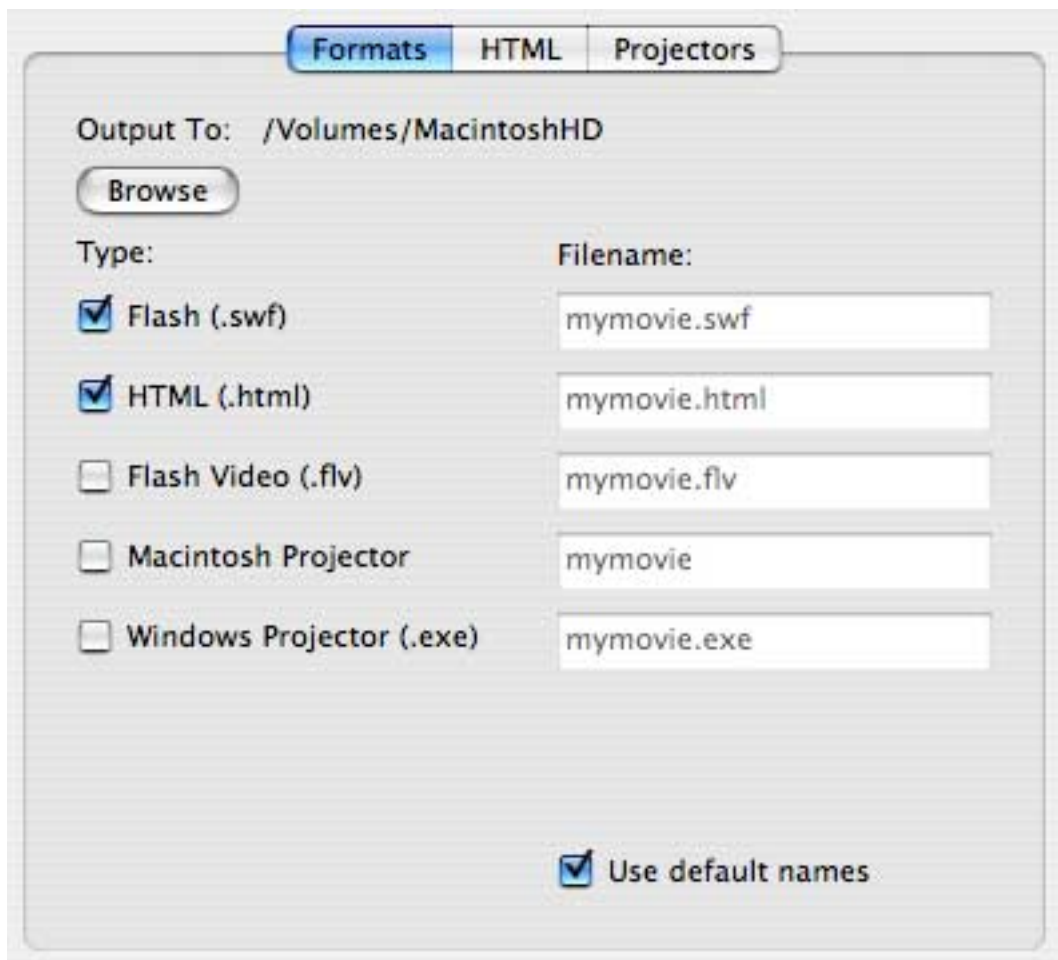 Formats HTML Projectors
Output To: /Volumes/MacintoshHD
Browse
Type: Filename:
Flash (.swf) mymovie.swf
HTML (.html) mymovie.html
Flash Video (.flv) mymovie.flv
Macintosh Projector mymovie
Windows Projector (.exe) mymovie.exe
Use default names